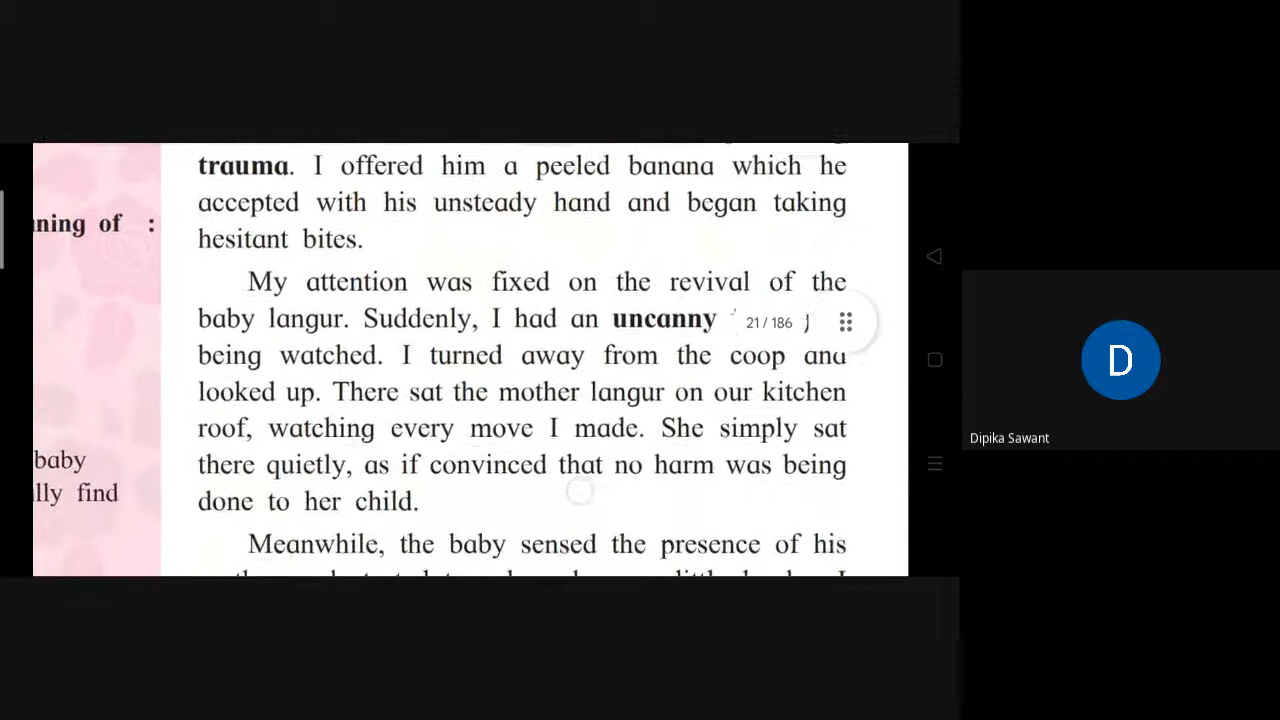 trauma. I offered him a peeled banana which he
accepted with his unsteady hand and began taking
hesitant bites.
ning of :
My attention was fixed on the revival of the
baby langur. Suddenly, I had an uncanny
21 / 186
being watched. I turned away from the coop and
looked up. There sat the mother langur on our kitchen
roof, watching every move I made. She simply sat
there quietly, as if convinced that no harm was being
done to her child.
baby
lly find
Meanwhile, the baby sensed the presence of his
D
Dipika Sawant